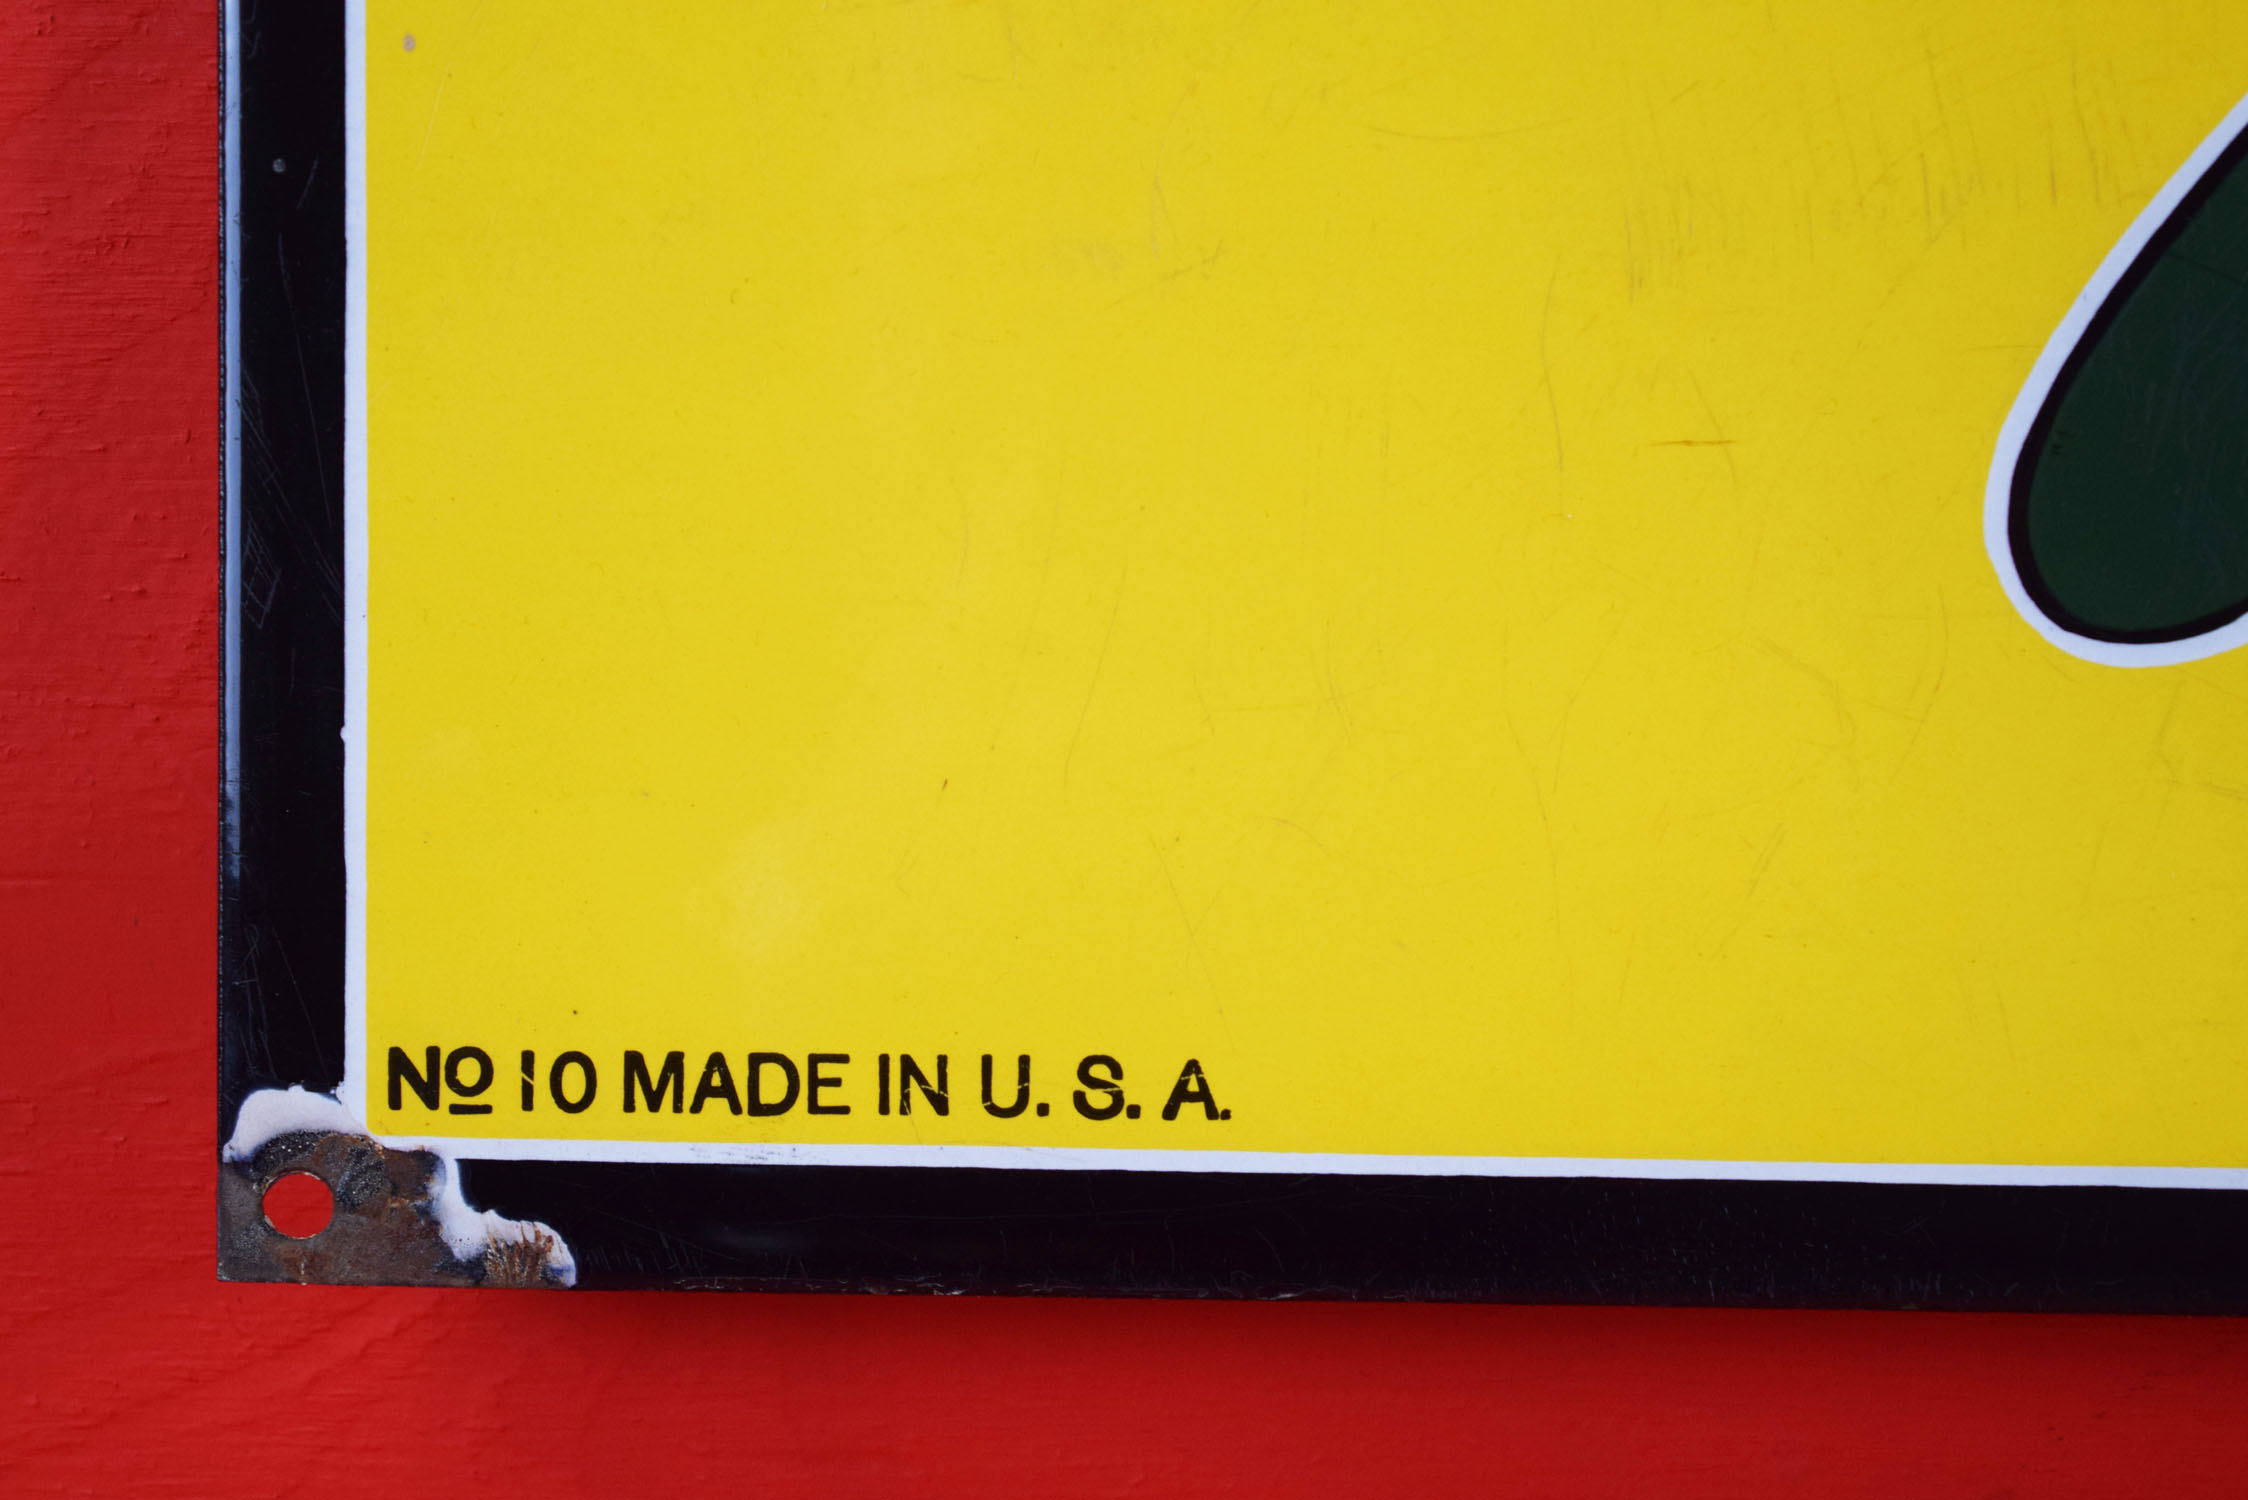 Nº 10 MADE IN U. S. A.